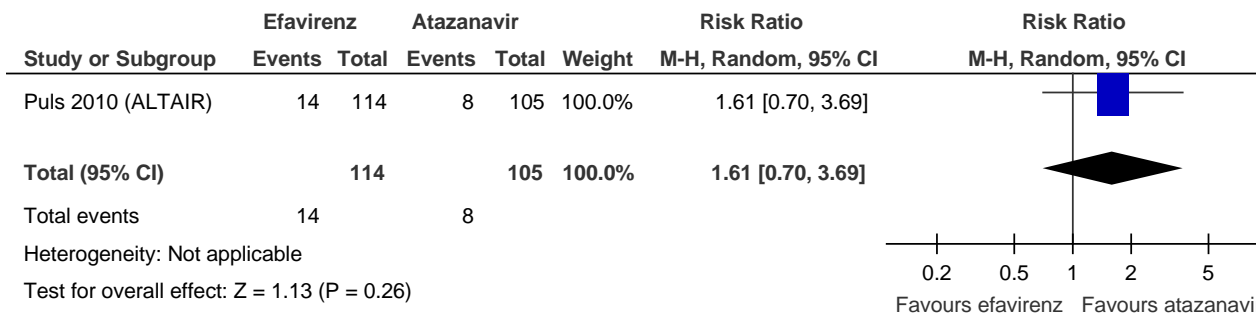 Efavirenz Atazanavir Risk Ratio Risk Ratio
Study or Subgroup Events Total Events Total Weight M-H, Random, 95% CI M-H, Random, 95% CI
Puls 2010 (ALTAIR) 14 114 8 105 100.0% 1.61 [0.70, 3.69]
Total (95% CI) 114 105 100.0% 1.61 [0.70, 3.69]
Total events 14 8
Heterogeneity: Not applicable
Test for overall effect: Z = 1.13 (P = 0.26)
0.2 0.5 1 2 5
Favours efavirenz Favours atazanavi